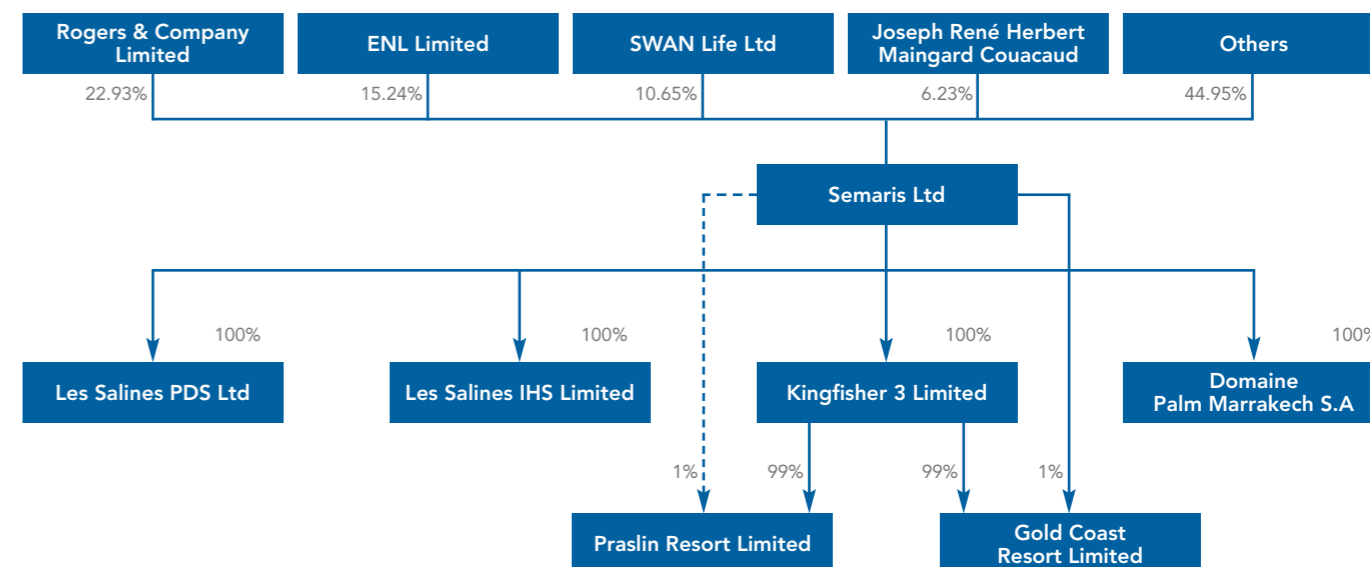 Rogers & Company
Limited
ENL Limited
SWAN Life Ltd
Joseph René Herbert
Maingard Couacaud
Others
22.93%
15.24%
10.65%
6.23%
44.95%
Semaris Ltd
100%
100%
100%
100%
Les Salines PDS Ltd
Les Salines IHS Limited
Kingfisher 3 Limited
Domaine
Palm Marrakech S.A
1%
99%
99%
1%
Praslin Resort Limited
Gold Coast
Resort Limited